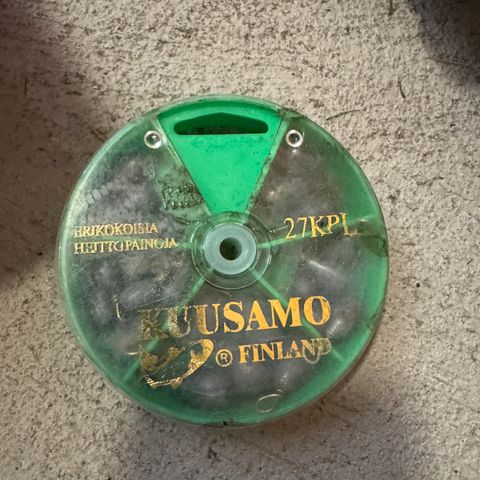 ERIKOKOISIA
HEITTOPAINOJA
27KPL
KUUSAMO
® FINLAND